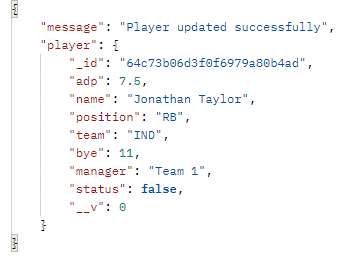 {
"message": "Player updated successfully",
"player": {
"_id": "64c73b06d3f0f6979a80b4ad",
"adp": 7.5,
"name": "Jonathan Taylor",
"position": "RB",
"team": "IND",
"bye": 11,
"manager": "Team 1",
"status": false,
"__v": 0
}
}